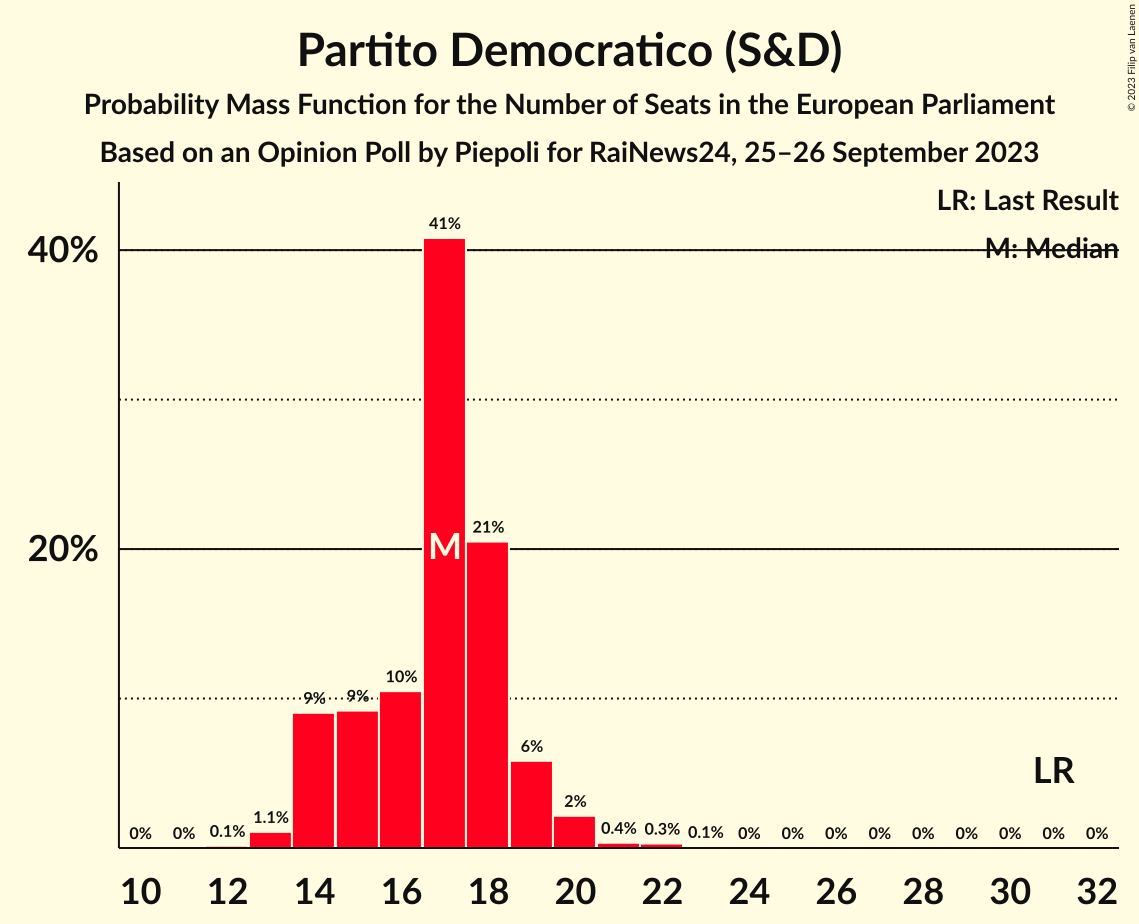 Partito Democratico (S&D)
Probability Mass Function for the Number of Seats in the European Parliament
Based on an Opinion Poll by Piepoli for RaiNews24, 25–26 September 2023
© 2023 Filip van Laenen
LR: Last Result
M: Median
40%
20%
0%
0%
0.1%
1.1%
9%
9%
10%
41%
M
21%
6%
2%
0.4%
0.3%
0.1%
0%
0%
0%
0%
0%
0%
0%
0%
0%
LR
10 12 14 16 18 20 22 24 26 28 30 32